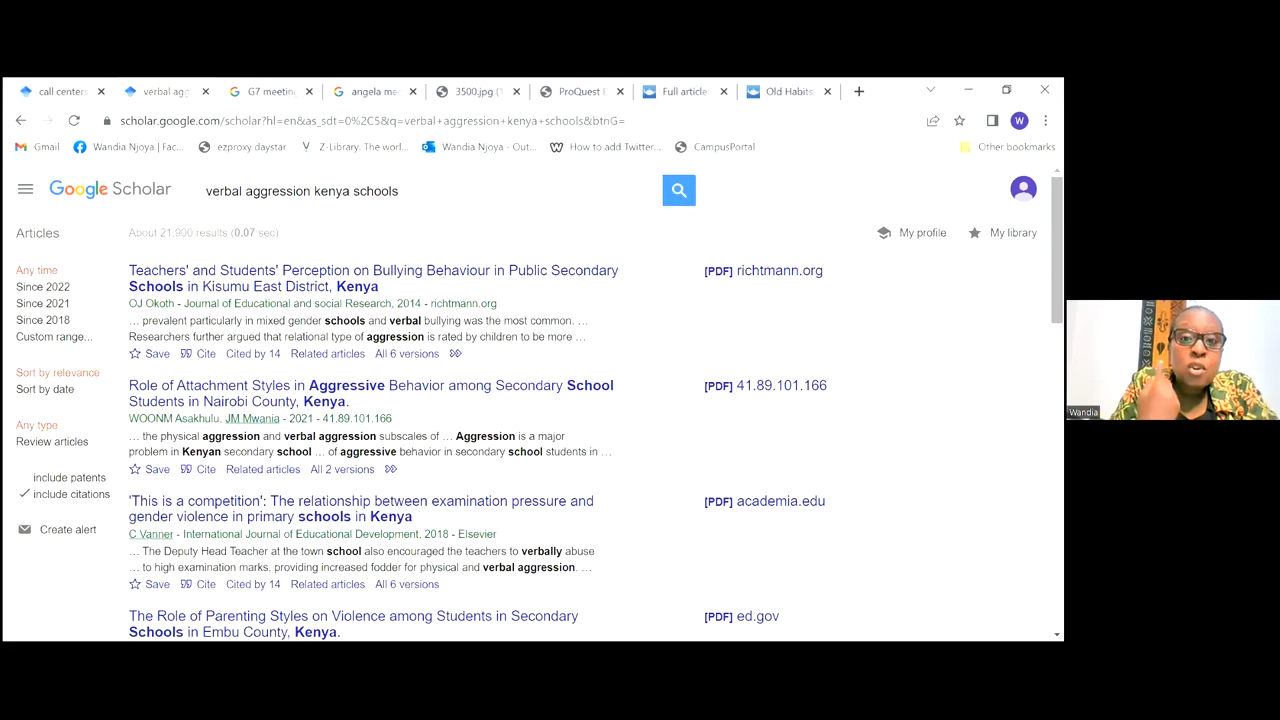 call centers
verbal agg
G7 meeting
angela me
3500.jpg (1
ProQuest E
Full article
Old Habits,
scholar.google.com/scholar?hl=en&as_sdt=0%2C5&q=verbal+aggression+kenya+schools&btnG=
W
Gmail
Wandia Njoya | Fac...
ezproxy daystar
Z-Library. The worl...
Wandia Njoya - Out...
How to add Twitter...
CampusPortal
Other bookmarks
Google Scholar
verbal aggression kenya schools
Articles
About 21,900 results (0.07 sec)
My profile
My library
Any time
Since 2022
Since 2021
Since 2018
Custom range...
Sort by relevance
Sort by date
Any type
Review articles
include patents
include citations
Create alert
Teachers' and Students' Perception on Bullying Behaviour in Public Secondary
Schools in Kisumu East District, Kenya
OJ Okoth - Journal of Educational and social Research, 2014 - richtmann.org
... prevalent particularly in mixed gender schools and verbal bullying was the most common. ...
Researchers further argued that relational type of aggression is rated by children to be more ...
Save Cite Cited by 14 Related articles All 6 versions
[PDF] richtmann.org
Role of Attachment Styles in Aggressive Behavior among Secondary School
Students in Nairobi County, Kenya.
WOONM Asakhulu, JM Mwania - 2021 - 41.89.101.166
... the physical aggression and verbal aggression subscales of ... Aggression is a major
problem in Kenyan secondary school ... of aggressive behavior in secondary school students in ...
Save Cite Related articles All 2 versions
[PDF] 41.89.101.166
'This is a competition': The relationship between examination pressure and
gender violence in primary schools in Kenya
C Vanner - International Journal of Educational Development, 2018 - Elsevier
... The Deputy Head Teacher at the town school also encouraged the teachers to verbally abuse
... to high examination marks, providing increased fodder for physical and verbal aggression. ...
Save Cite Cited by 14 Related articles All 6 versions
[PDF] academia.edu
The Role of Parenting Styles on Violence among Students in Secondary
Schools in Embu County, Kenya.
[PDF] ed.gov
Wandia